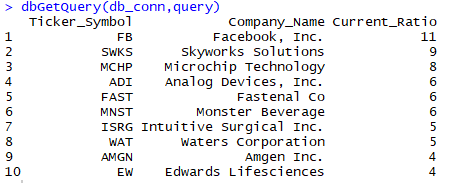 > dbGetQuery(db_conn,query)
Ticker_Symbol Company_Name Current_Ratio
1 FB Facebook, Inc. 11
2 SWKS Skyworks Solutions 9
3 MCHP Microchip Technology 8
4 ADI Analog Devices, Inc. 6
5 FAST Fastenal Co 6
6 MNST Monster Beverage 6
7 ISRG Intuitive Surgical Inc. 5
8 WAT Waters Corporation 5
9 AMGN Amgen Inc. 4
10 EW Edwards Lifesciences 4